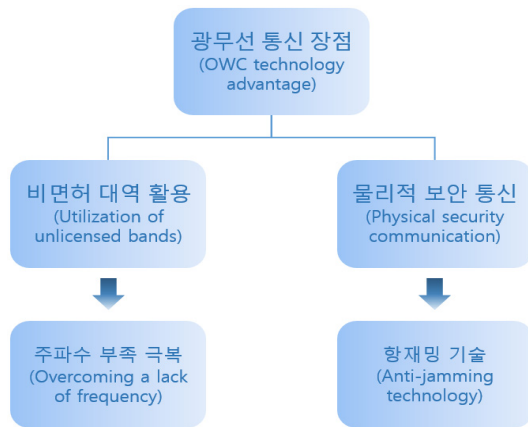 광무선 통신 장점
(OWC technology
advantage)
비면허 대역 활용
(Utilization of
unlicensed bands)
물리적 보안 통신
(Physical security
communication)
주파수 부족 극복
(Overcoming a lack
of frequency)
항재밍 기술
(Anti-jamming
technology)